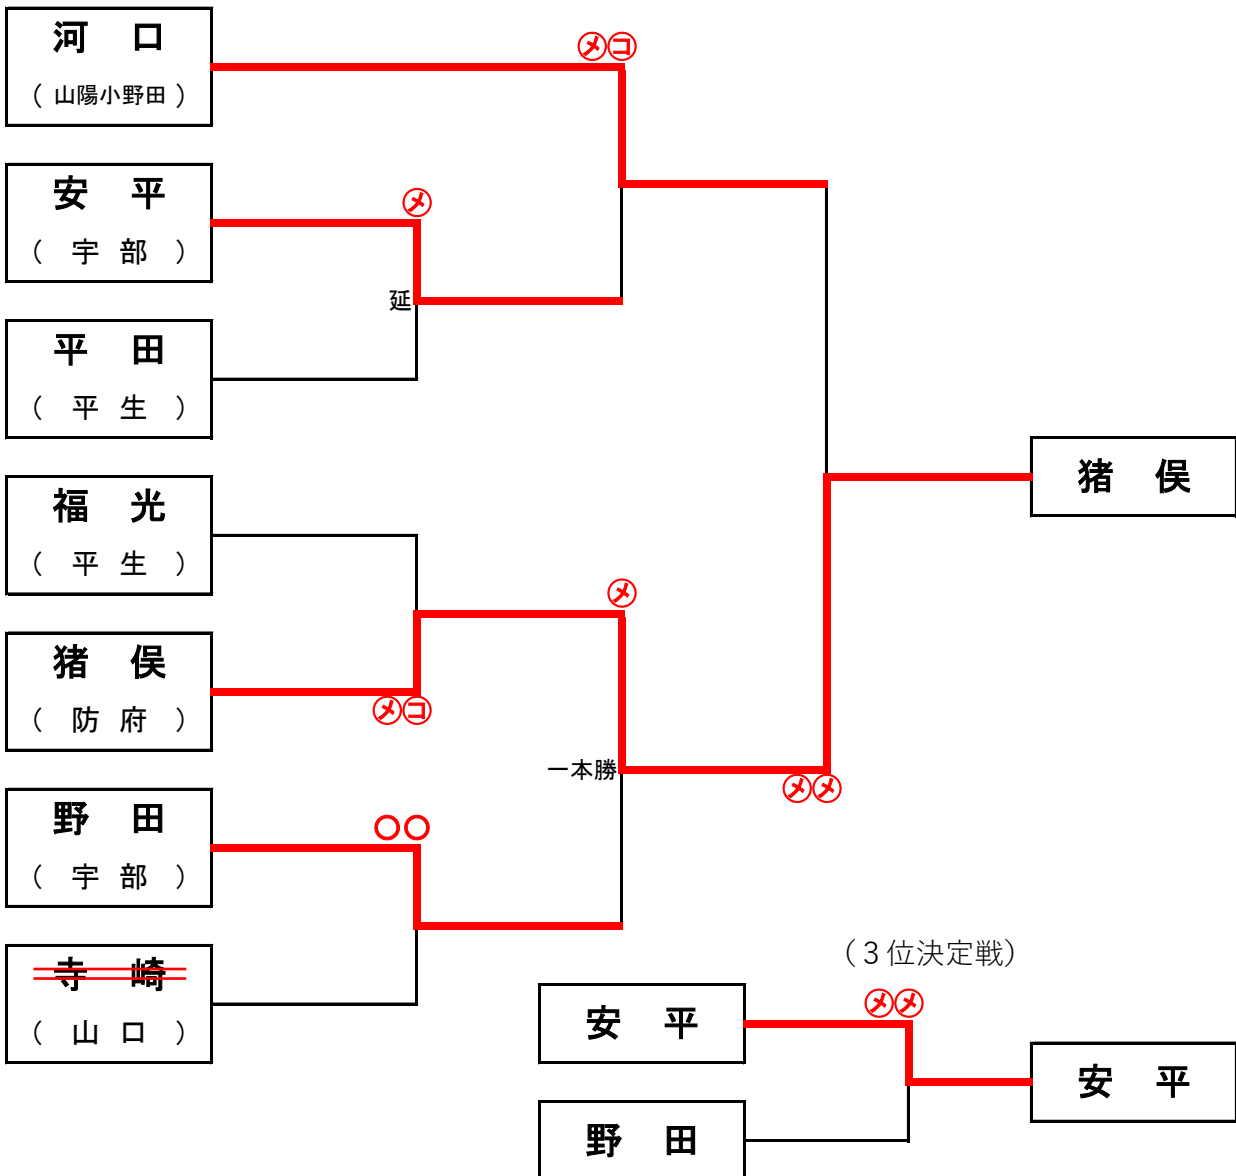 河 口
( 山陽小野田 )
㋱㋙
安 平
( 宇 部 )
㋱
延
平 田
( 平 生 )
福 光
( 平 生 )
㋱
猪 俣
( 防 府 )
㋱㋙
一本勝
㋱㋱
猪 俣
野 田
( 宇 部 )
〇〇
寺 崎
( 山 口 )
(3位決定戦)
安 平
㋱㋱
安 平
野 田